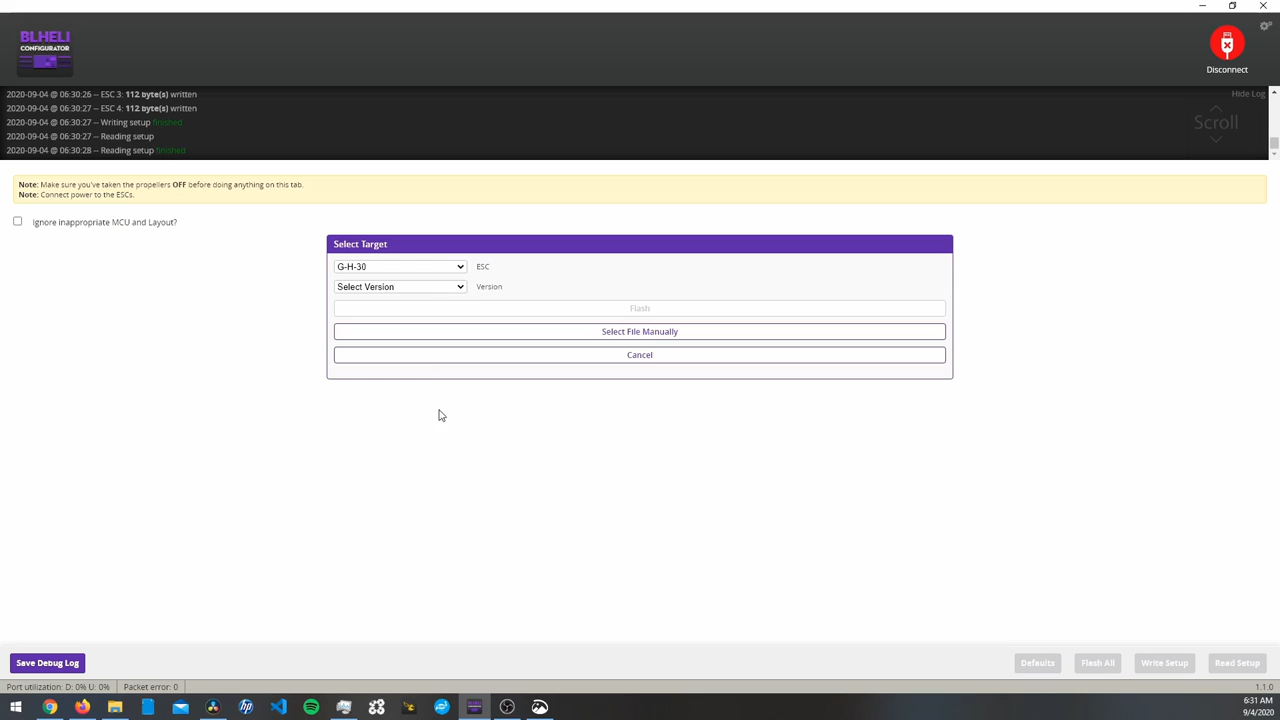 BLHELI
CONFIGURATOR
Disconnect
2020-09-04 @ 06:30:26 -- ESC 3: 112 byte(s) written
Hide Log
2020-09-04 @ 06:30:27 -- ESC 4: 112 byte(s) written
2020-09-04 @ 06:30:27 -- Writing setup finished
Scroll
2020-09-04 @ 06:30:27 -- Reading setup
2020-09-04 @ 06:30:28 -- Reading setup finished
Note: Make sure you've taken the propellers OFF before doing anything on this tab.
Note: Connect power to the ESCs.
Ignore inappropriate MCU and Layout?
Select Target
G-H-30 ESC
Select Version Version
Flash
Select File Manually
Cancel
Save Debug Log Defaults Flash All Write Setup Read Setup
Port utilization: D: 0% U: 0% Packet error: 0 1.1.0
6:31 AM
9/4/2020